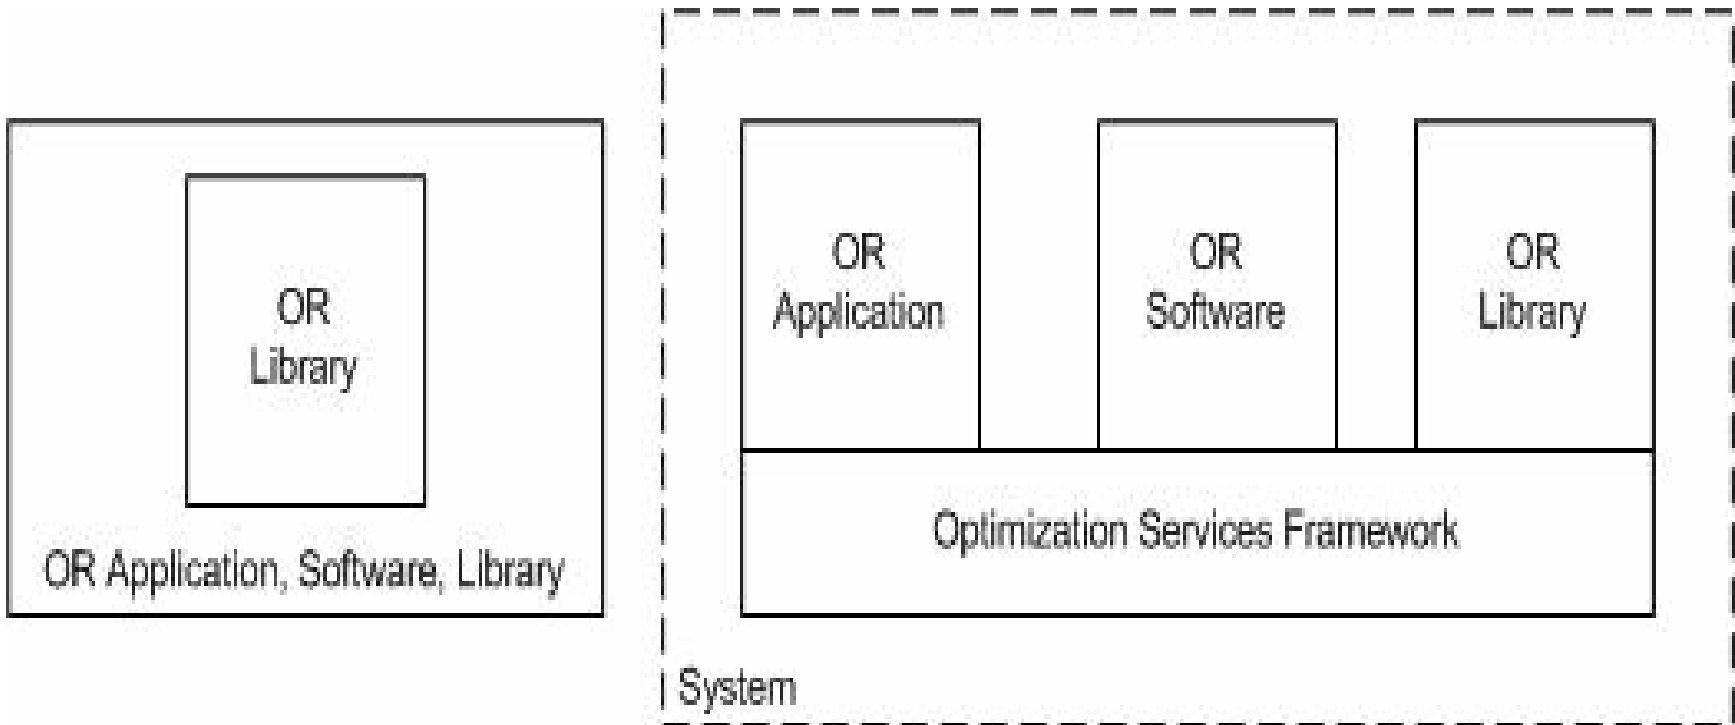 OR
Library
OR Application, Software, Library
OR
Application
OR
Software
OR
Library
Optimization Services Framework
System